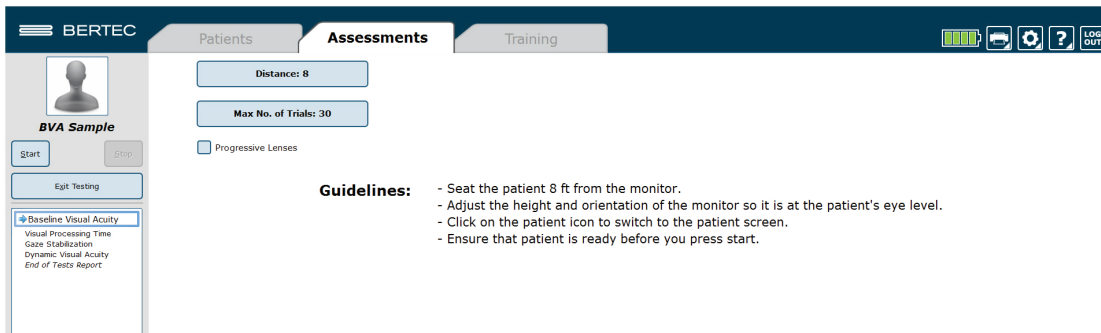 BERTEC
Patients
Assessments
Training
LOG
OUT
BVA Sample
Start
Stop
Exit Testing
Baseline Visual Acuity
Visual Processing Time
Gaze Stabilization
Dynamic Visual Acuity
End of Tests Report
Distance: 8
Max No. of Trials: 30
Progressive Lenses
Guidelines:
- Seat the patient 8 ft from the monitor.
- Adjust the height and orientation of the monitor so it is at the patient's eye level.
- Click on the patient icon to switch to the patient screen.
- Ensure that patient is ready before you press start.